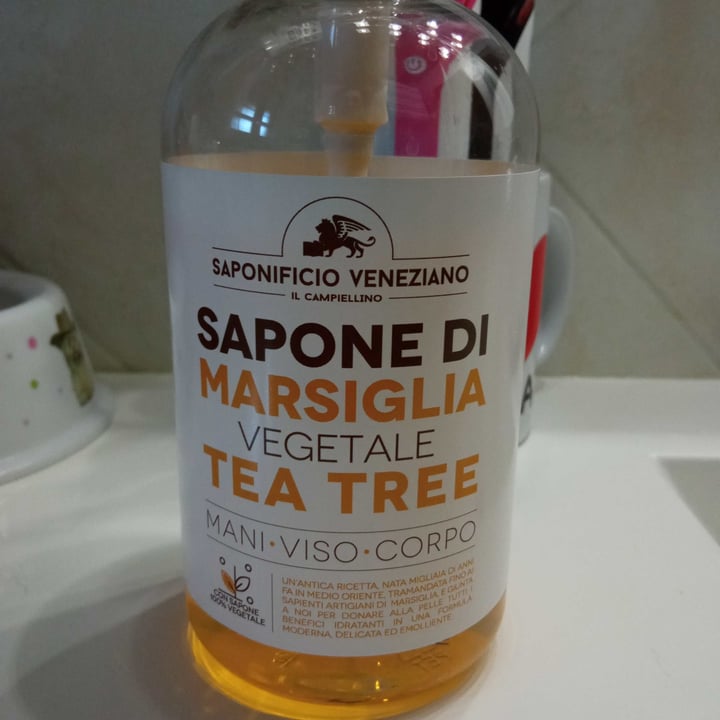 SAPONIFICIO VENEZIANO
IL CAMPIELLINO
SAPONE DI
MARSIGLIA
VEGETALE
TEA TREE
MANI•VISO•CORPO
CON SAPONE
100% VEGETALE
UN'ANTICA RICETTA, NATA MIGLIAIA DI ANNI
FA IN MEDIO ORIENTE, TRAMANDATA FINO AI
SAPIENTI ARTIGIANI DI MARSIGLIA, E GIUNTA
A NOI PER DONARE ALLA PELLE TUTTI I
BENEFICI IDRATANTI IN UNA FORMULA
MODERNA, DELICATA ED EMOLLIENTE.